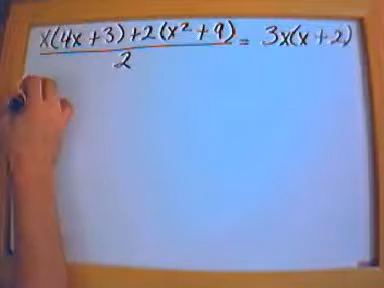 x(4x + 3) + 2(x² + 9) = 3x(x + 2)
2